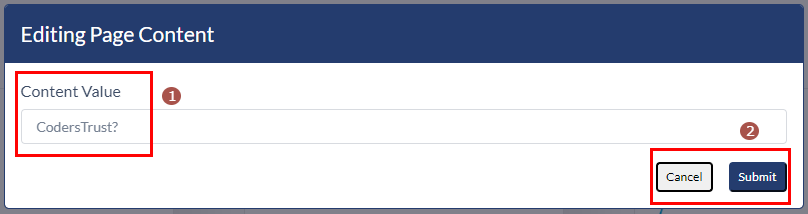 Editing Page Content
Content Value
1
CodersTrust?
2
Cancel Submit